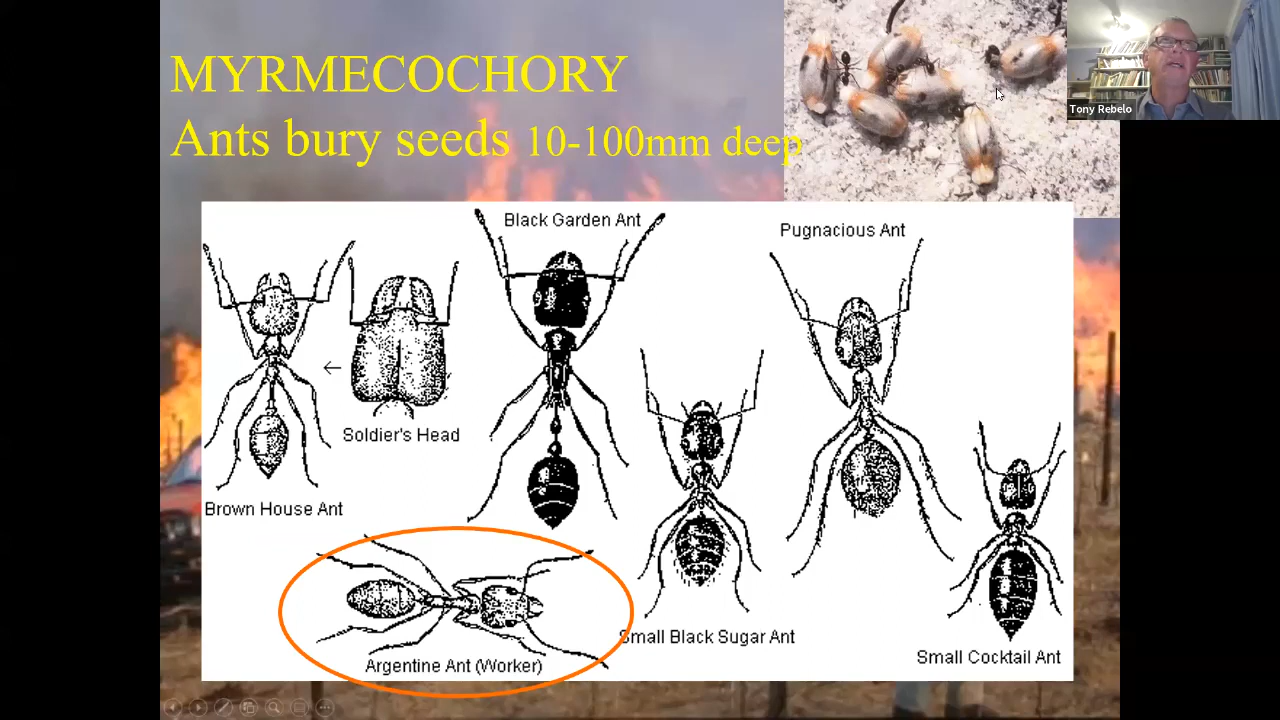 MYRMECOCHORY
Ants bury seeds 10-100mm deep
Tony Rebelo
Black Garden Ant
Pugnacious Ant
Soldier's Head
Brown House Ant
Small Black Sugar Ant
Small Cocktail Ant
Argentine Ant (Worker)